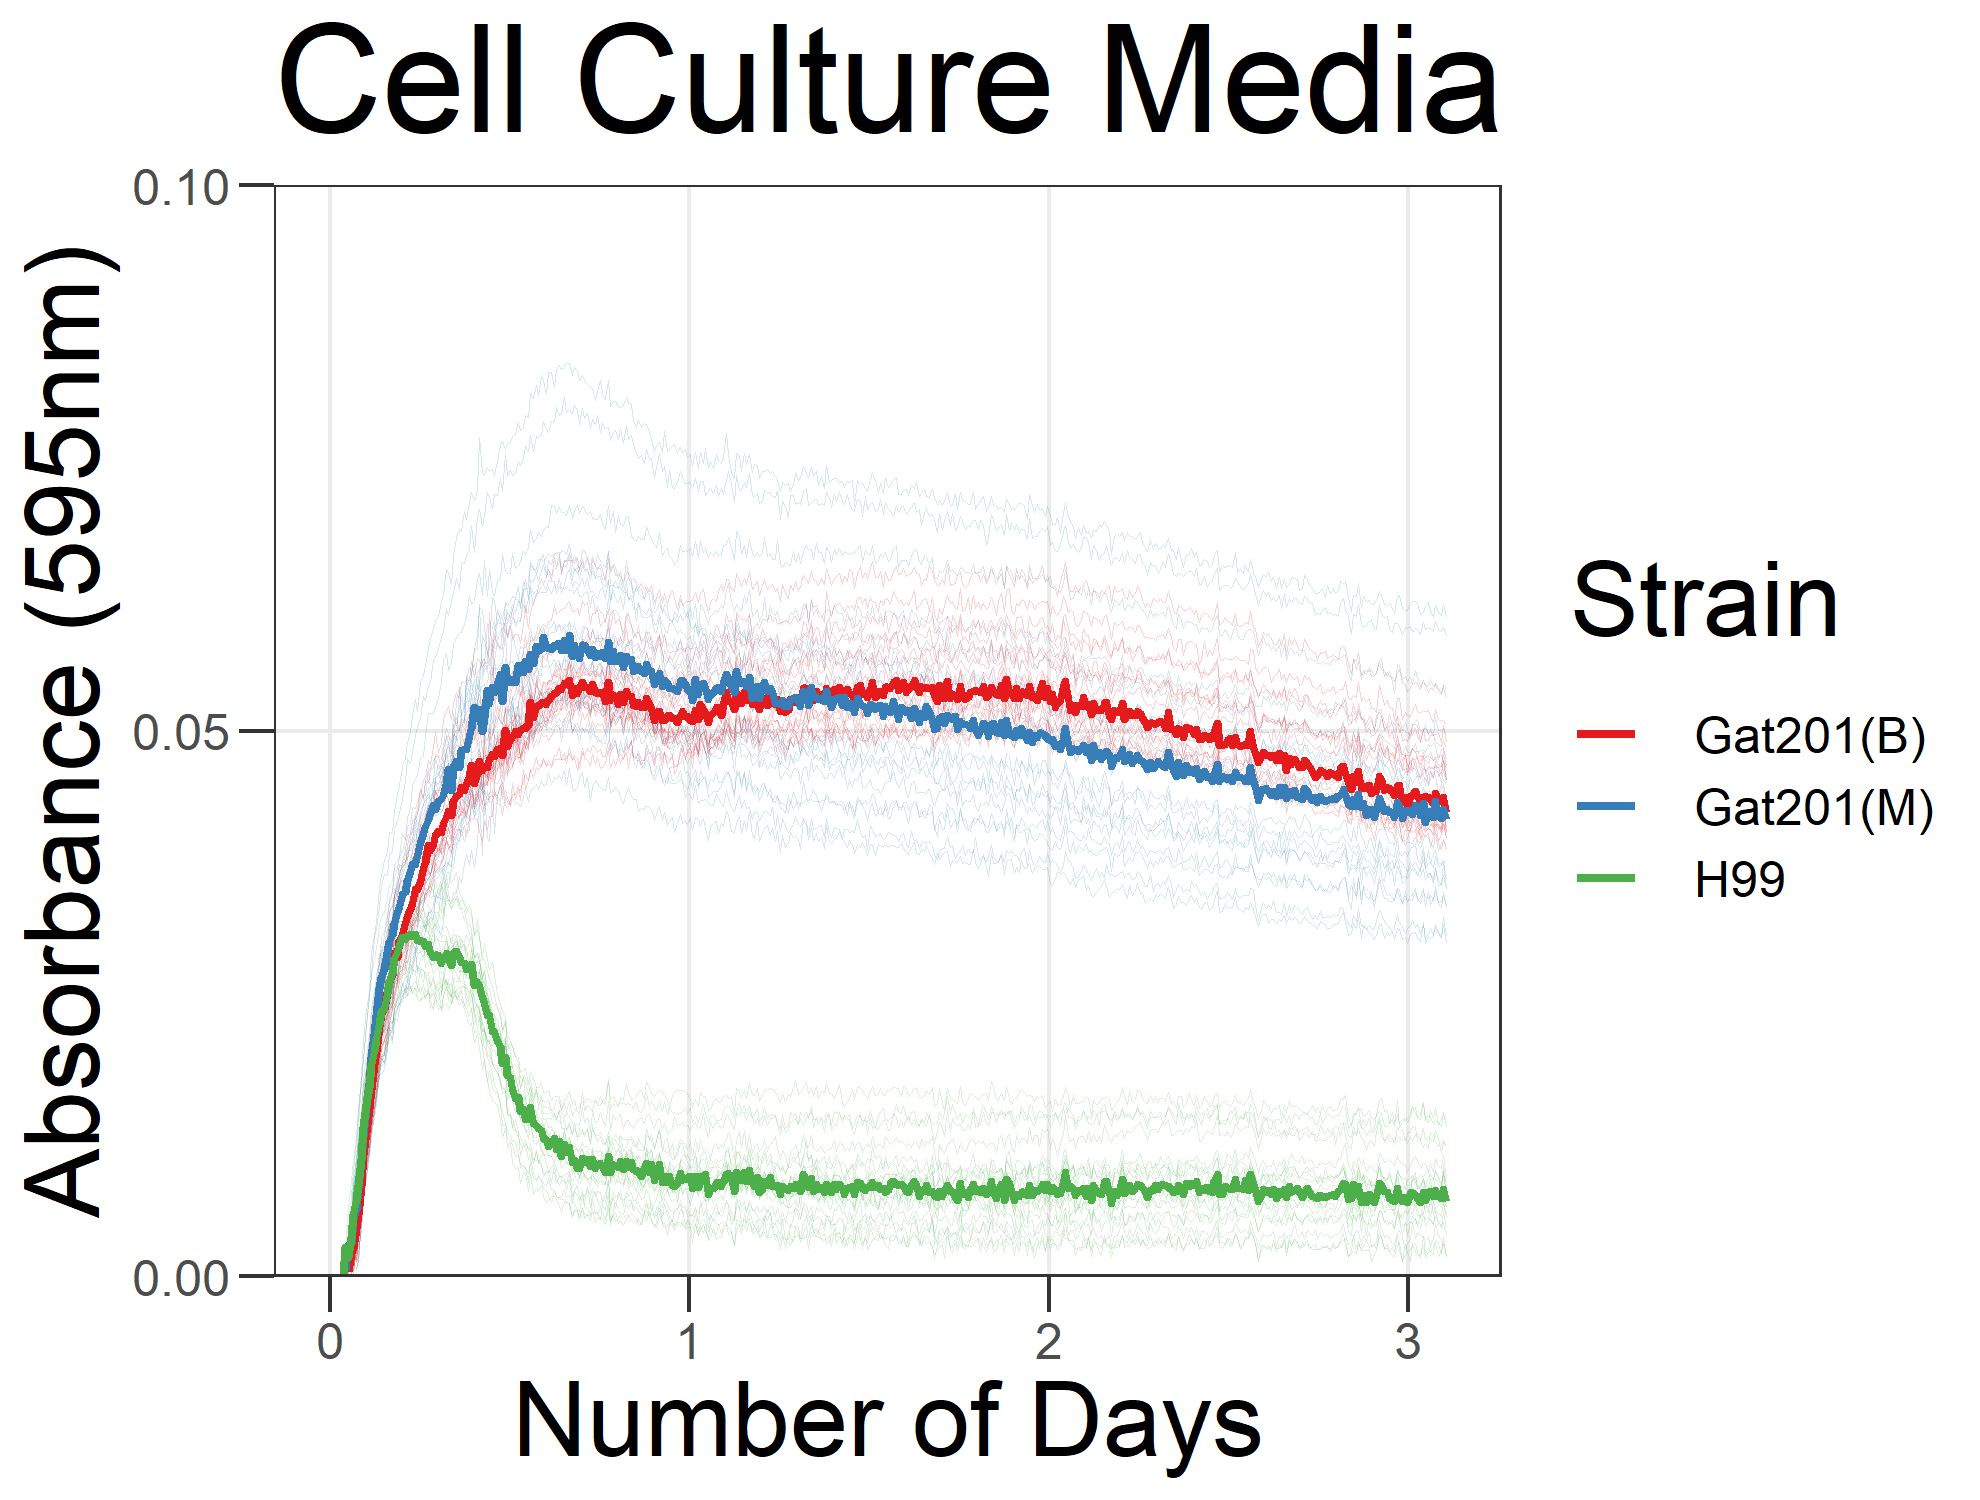 Cell Culture Media
Absorbance (595nm)
0.10
0.05
0.00
0 1 2 3
Number of Days
Strain
Gat201(B)
Gat201(M)
H99